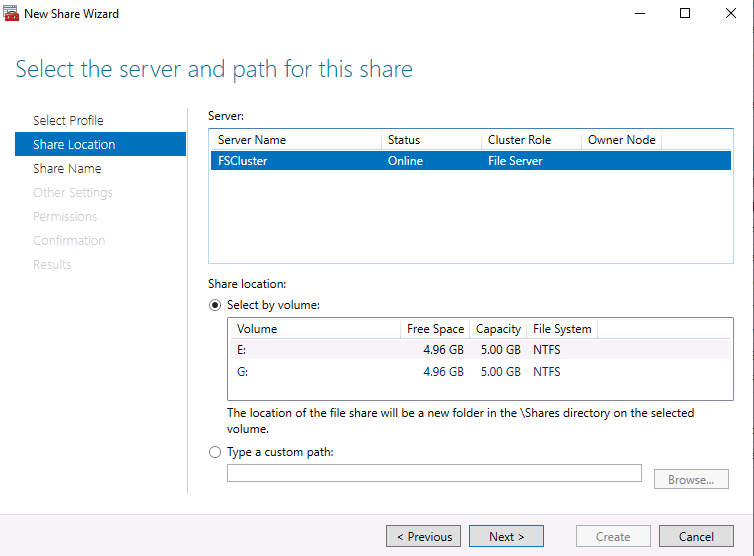 New Share Wizard
Select the server and path for this share
Select Profile
Share Location
Share Name
Other Settings
Permissions
Confirmation
Results
Server:
Server Name Status Cluster Role Owner Node
FSCluster Online File Server
Share location:
Select by volume:
Volume Free Space Capacity File System
E: 4.96 GB 5.00 GB NTFS
G: 4.96 GB 5.00 GB NTFS
The location of the file share will be a new folder in the \Shares directory on the selected
volume.
Type a custom path:
Browse...
< Previous Next > Create Cancel